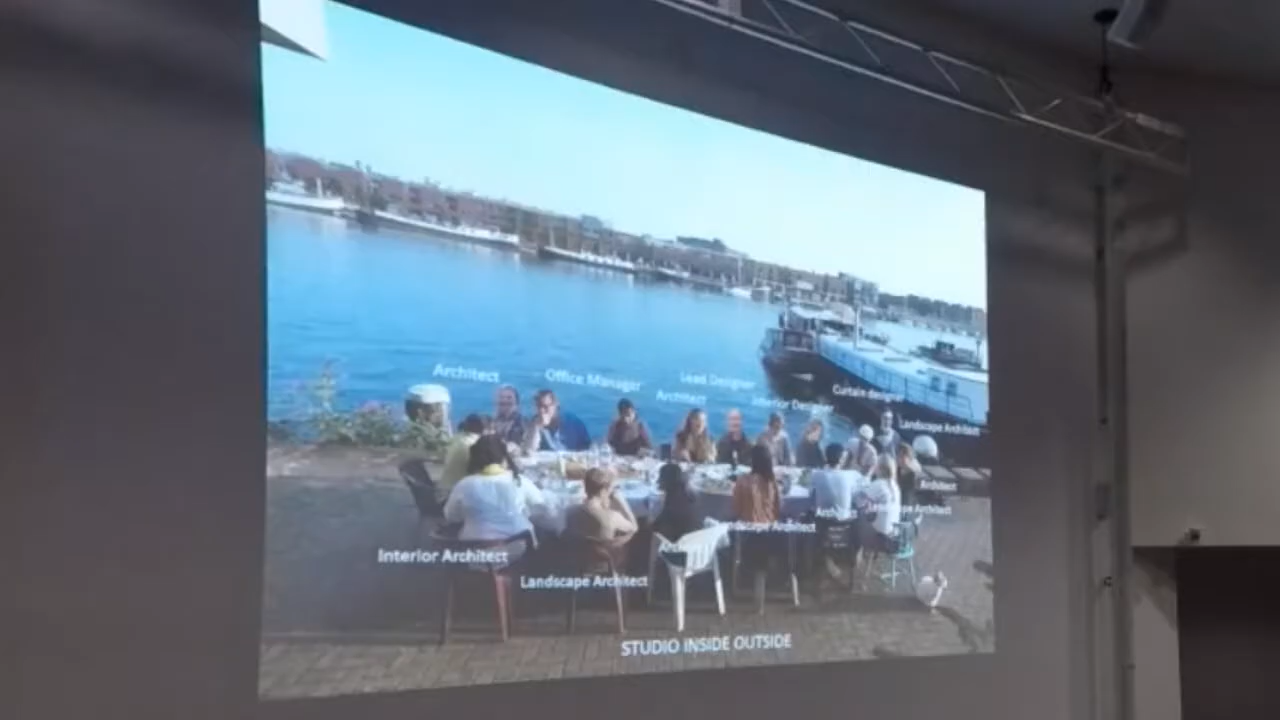 Architect
Office Manager
Lead Designer
Architect
Interior Designer
Curtain designer
Landscape Architect
Architect
Landscape Architect
Architect
Landscape Architect
Interior Architect
Landscape Architect
STUDIO INSIDE OUTSIDE